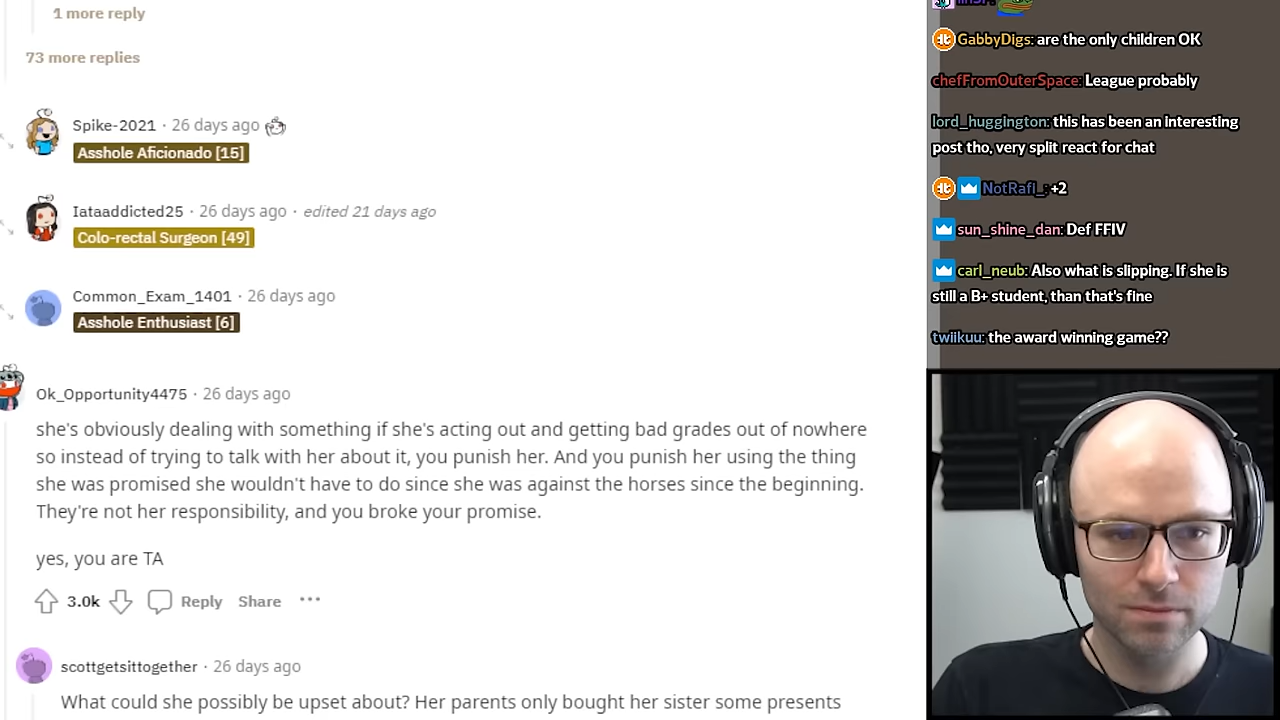 1 more reply
73 more replies
Spike-2021 · 26 days ago
Asshole Aficionado [15]
Iataaddicted25 · 26 days ago · edited 21 days ago
Colo-rectal Surgeon [49]
Common_Exam_1401 · 26 days ago
Asshole Enthusiast [6]
Ok_Opportunity4475 · 26 days ago
she's obviously dealing with something if she's acting out and getting bad grades out of nowhere
so instead of trying to talk with her about it, you punish her. And you punish her using the thing
she was promised she wouldn't have to do since she was against the horses since the beginning.
They're not her responsibility, and you broke your promise.
yes, you are TA
3.0k Reply Share ···
scottgetsittogether · 26 days ago
What could she possibly be upset about? Her parents only bought her sister some presents
GabbyDigs: are the only children OK
chefFromOuterSpace: League probably
lord_huggington: this has been an interesting
post tho, very split react for chat
NotRafi_: +2
sun_shine_dan: Def FFIV
carl_neub: Also what is slipping. If she is
still a B+ student, than that's fine
twiikuu: the award winning game??